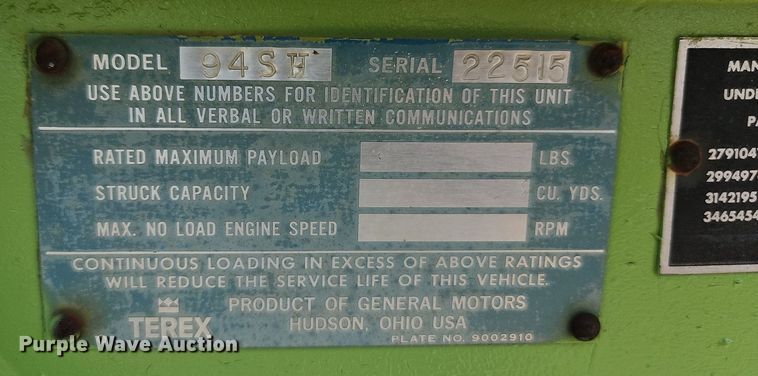 MODEL 94SH SERIAL 22515
USE ABOVE NUMBERS FOR IDENTIFICATION OF THIS UNIT
IN ALL VERBAL OR WRITTEN COMMUNICATIONS
RATED MAXIMUM PAYLOAD LBS.
STRUCK CAPACITY CU. YDS.
MAX. NO LOAD ENGINE SPEED RPM
CONTINUOUS LOADING IN EXCESS OF ABOVE RATINGS
WILL REDUCE THE SERVICE LIFE OF THIS VEHICLE.
TEREX
PRODUCT OF GENERAL MOTORS
HUDSON, OHIO USA
PLATE NO. 9002910
MAN
UNDE
PA
279104
299497
3142195
3465454
Purple Wave Auction